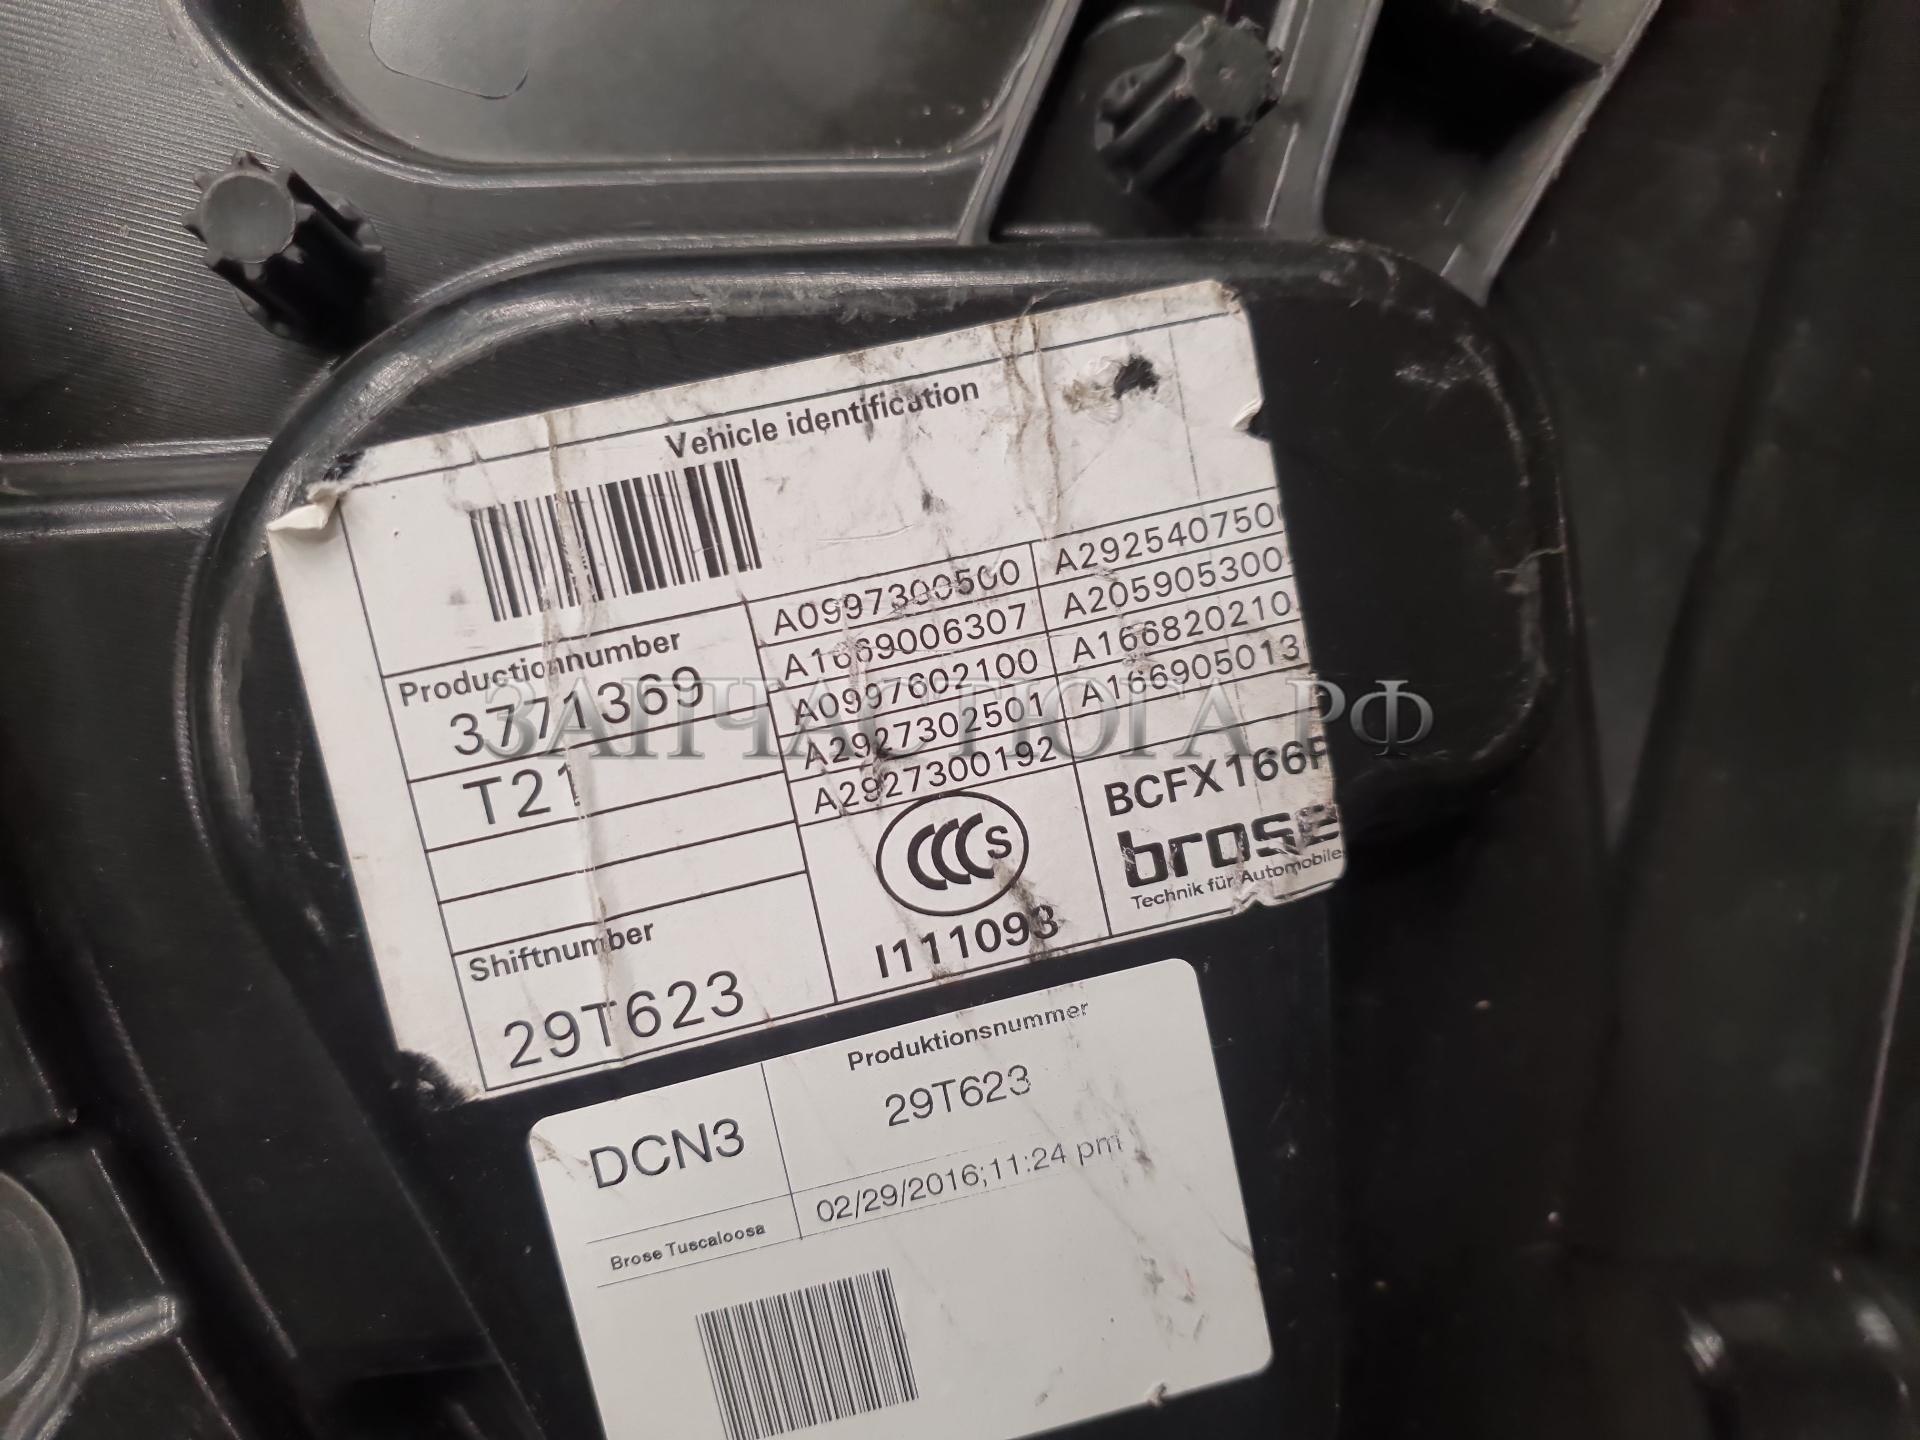 Vehicle identification
Productionnumber
3771369
T21
Shiftnumber
29T623
A0997300500
A1669006307
A0997602100
A2927302501
A2927300192
A292540750
A205905300
A166820210
A166905013
CCC S
I111093
BCFX166
brose
Technik für Automobile
ЗАПЧАСТЮГА.РФ
DCN3
Brose Tuscaloosa
Produktionsnummer
29T623
02/29/2016;11:24 pm